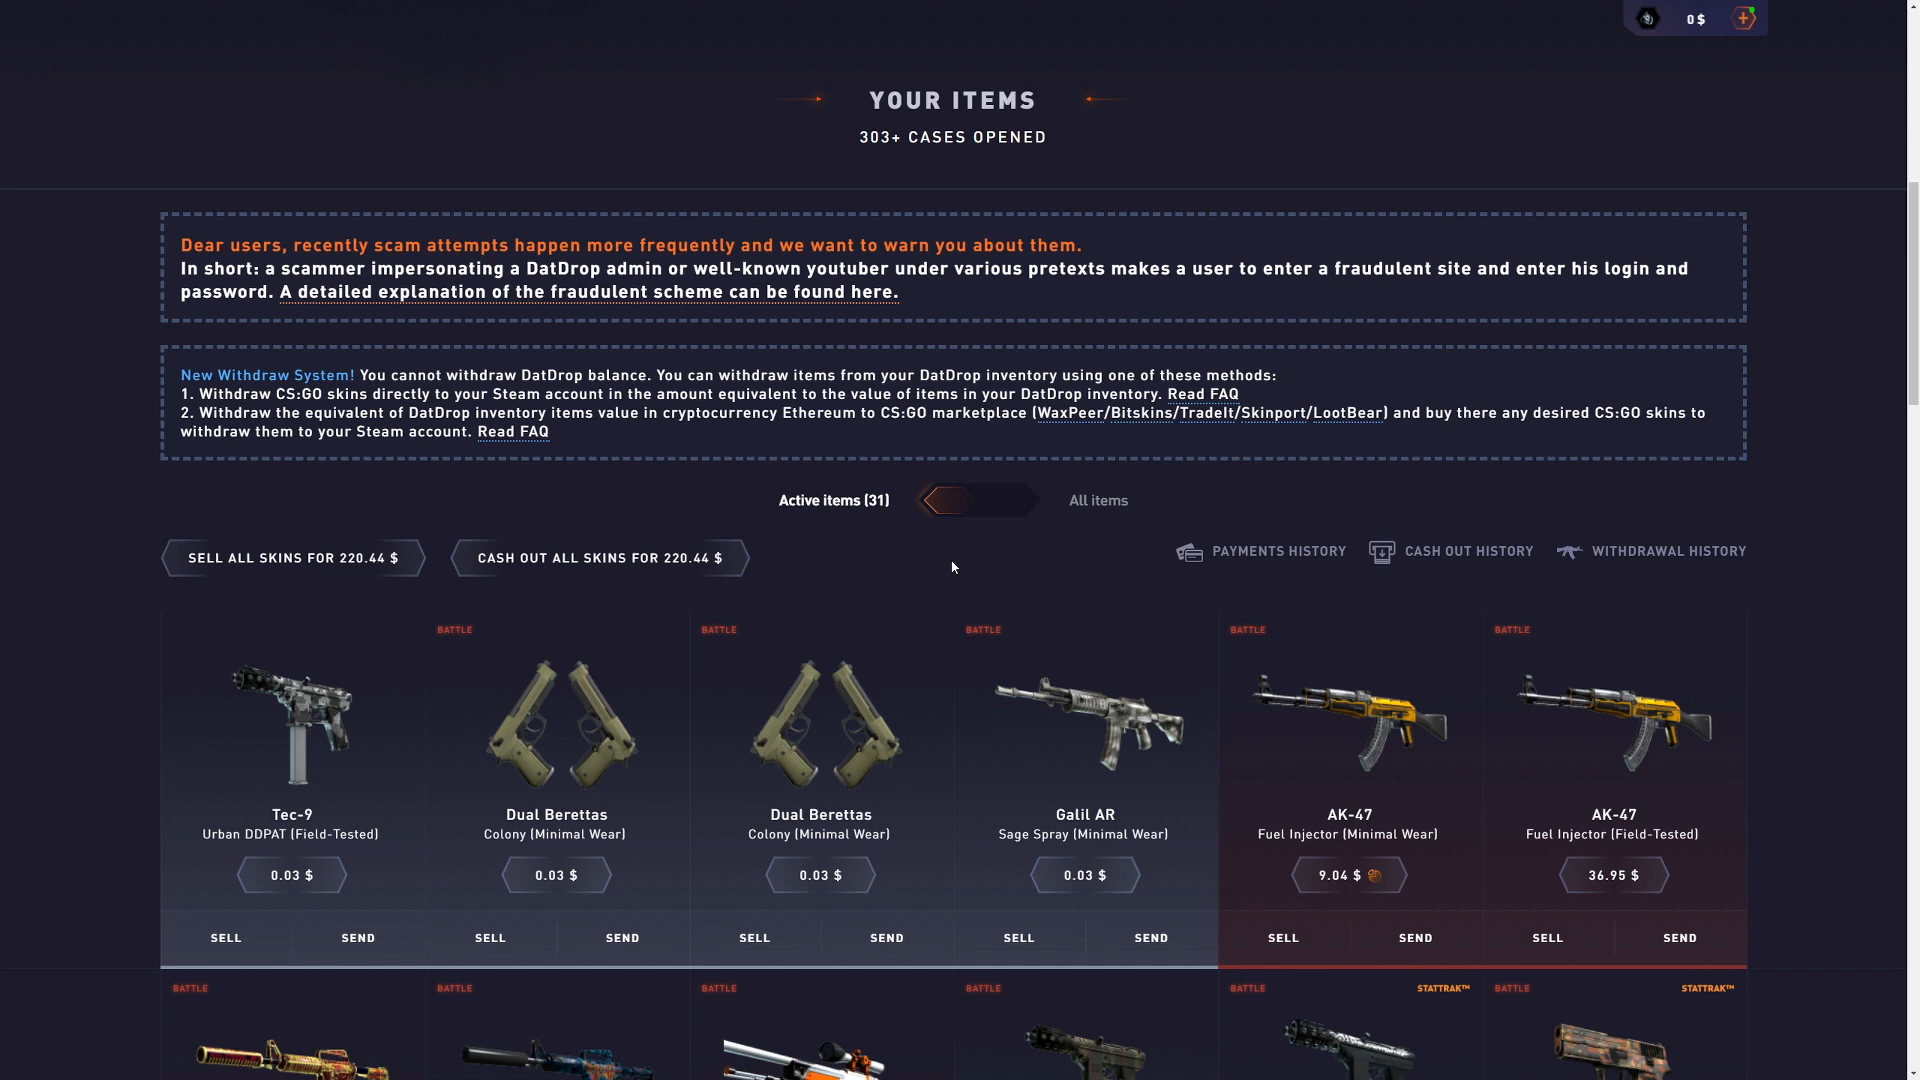 0 $
YOUR ITEMS
303+ CASES OPENED
Dear users, recently scam attempts happen more frequently and we want to warn you about them.
In short: a scammer impersonating a DatDrop admin or well-known youtuber under various pretexts makes a user to enter a fraudulent site and enter his login and
password. A detailed explanation of the fraudulent scheme can be found here.
New Withdraw System! You cannot withdraw DatDrop balance. You can withdraw items from your DatDrop inventory using one of these methods:
1. Withdraw CS:GO skins directly to your Steam account in the amount equivalent to the value of items in your DatDrop inventory. Read FAQ
2. Withdraw the equivalent of DatDrop inventory items value in cryptocurrency Ethereum to CS:GO marketplace (WaxPeer/Bitskins/TradeIt/Skinport/LootBear) and buy there any desired CS:GO skins to
withdraw them to your Steam account. Read FAQ
Active items (31) All items
SELL ALL SKINS FOR 220.44 $ CASH OUT ALL SKINS FOR 220.44 $ PAYMENTS HISTORY CASH OUT HISTORY WITHDRAWAL HISTORY
BATTLE BATTLE BATTLE BATTLE BATTLE
Tec-9 Dual Berettas Dual Berettas Galil AR AK-47 AK-47
Urban DDPAT (Field-Tested) Colony (Minimal Wear) Colony (Minimal Wear) Sage Spray (Minimal Wear) Fuel Injector (Minimal Wear) Fuel Injector (Field-Tested)
0.03 $ 0.03 $ 0.03 $ 0.03 $ 9.04 $ 36.95 $
SELL SEND SELL SEND SELL SEND SELL SEND SELL SEND SELL SEND
BATTLE BATTLE BATTLE BATTLE BATTLE STATTRAK™ BATTLE STATTRAK™